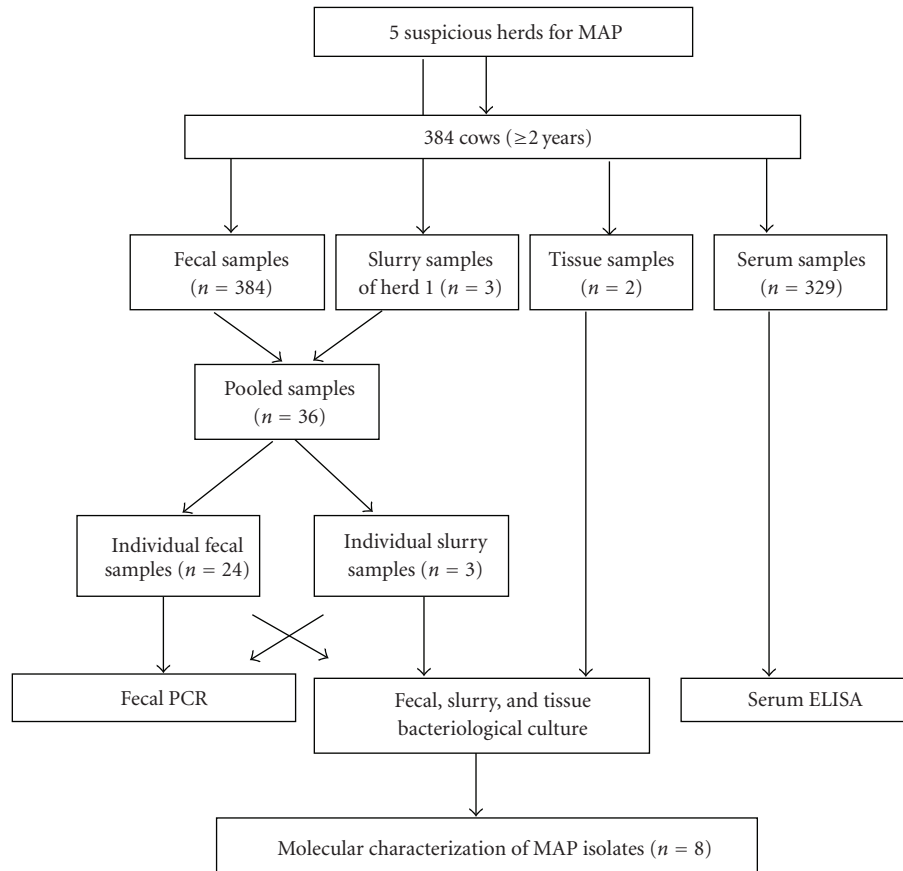 5 suspicious herds for MAP
384 cows (≥2 years)
Fecal samples
(n = 384)
Slurry samples
of herd 1 (n = 3)
Tissue samples
(n = 2)
Serum samples
(n = 329)
Pooled samples
(n = 36)
Individual fecal
samples (n = 24)
Individual slurry
samples (n = 3)
Fecal PCR
Fecal, slurry, and tissue
bacteriological culture
Serum ELISA
Molecular characterization of MAP isolates (n = 8)